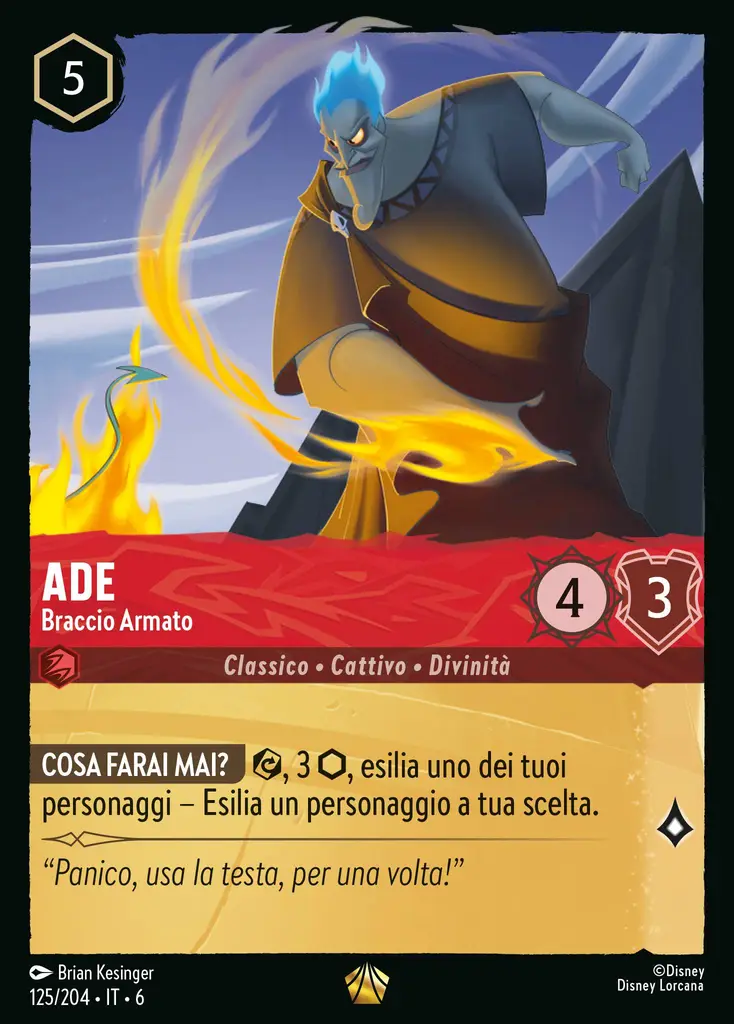 5
ADE
Braccio Armato
4
3
Classico • Cattivo • Divinità
COSA FARAI MAI? , 3 , esilia uno dei tuoi
personaggi – Esilia un personaggio a tua scelta.
“Panico, usa la testa, per una volta!”
Brian Kesinger
125/204 • IT • 6
©Disney
Disney Lorcana